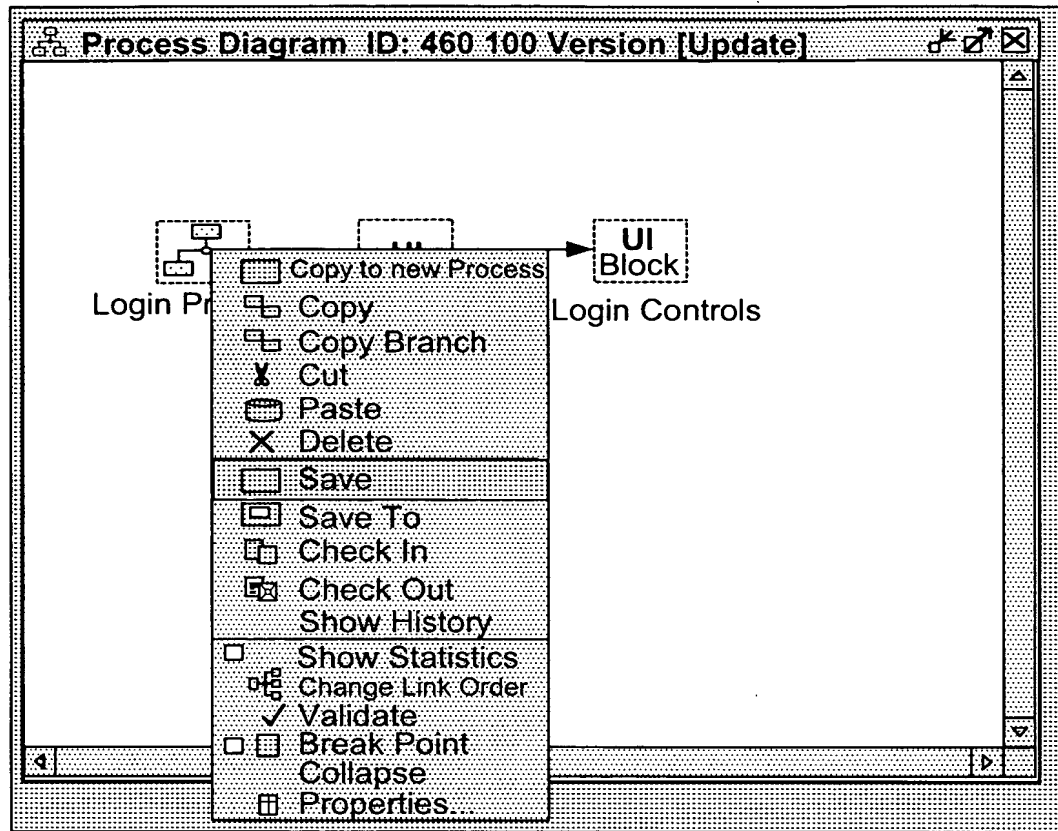 Process Diagram ID: 460 100 Version [Update]
UI
Block
Login
Login Controls
Copy to new Process
Copy
Copy Branch
Cut
Paste
Delete
Save
Save To
Check In
Check Out
Show History
Show Statistics
Change Link Order
Validate
Break Point
Collapse
Properties...